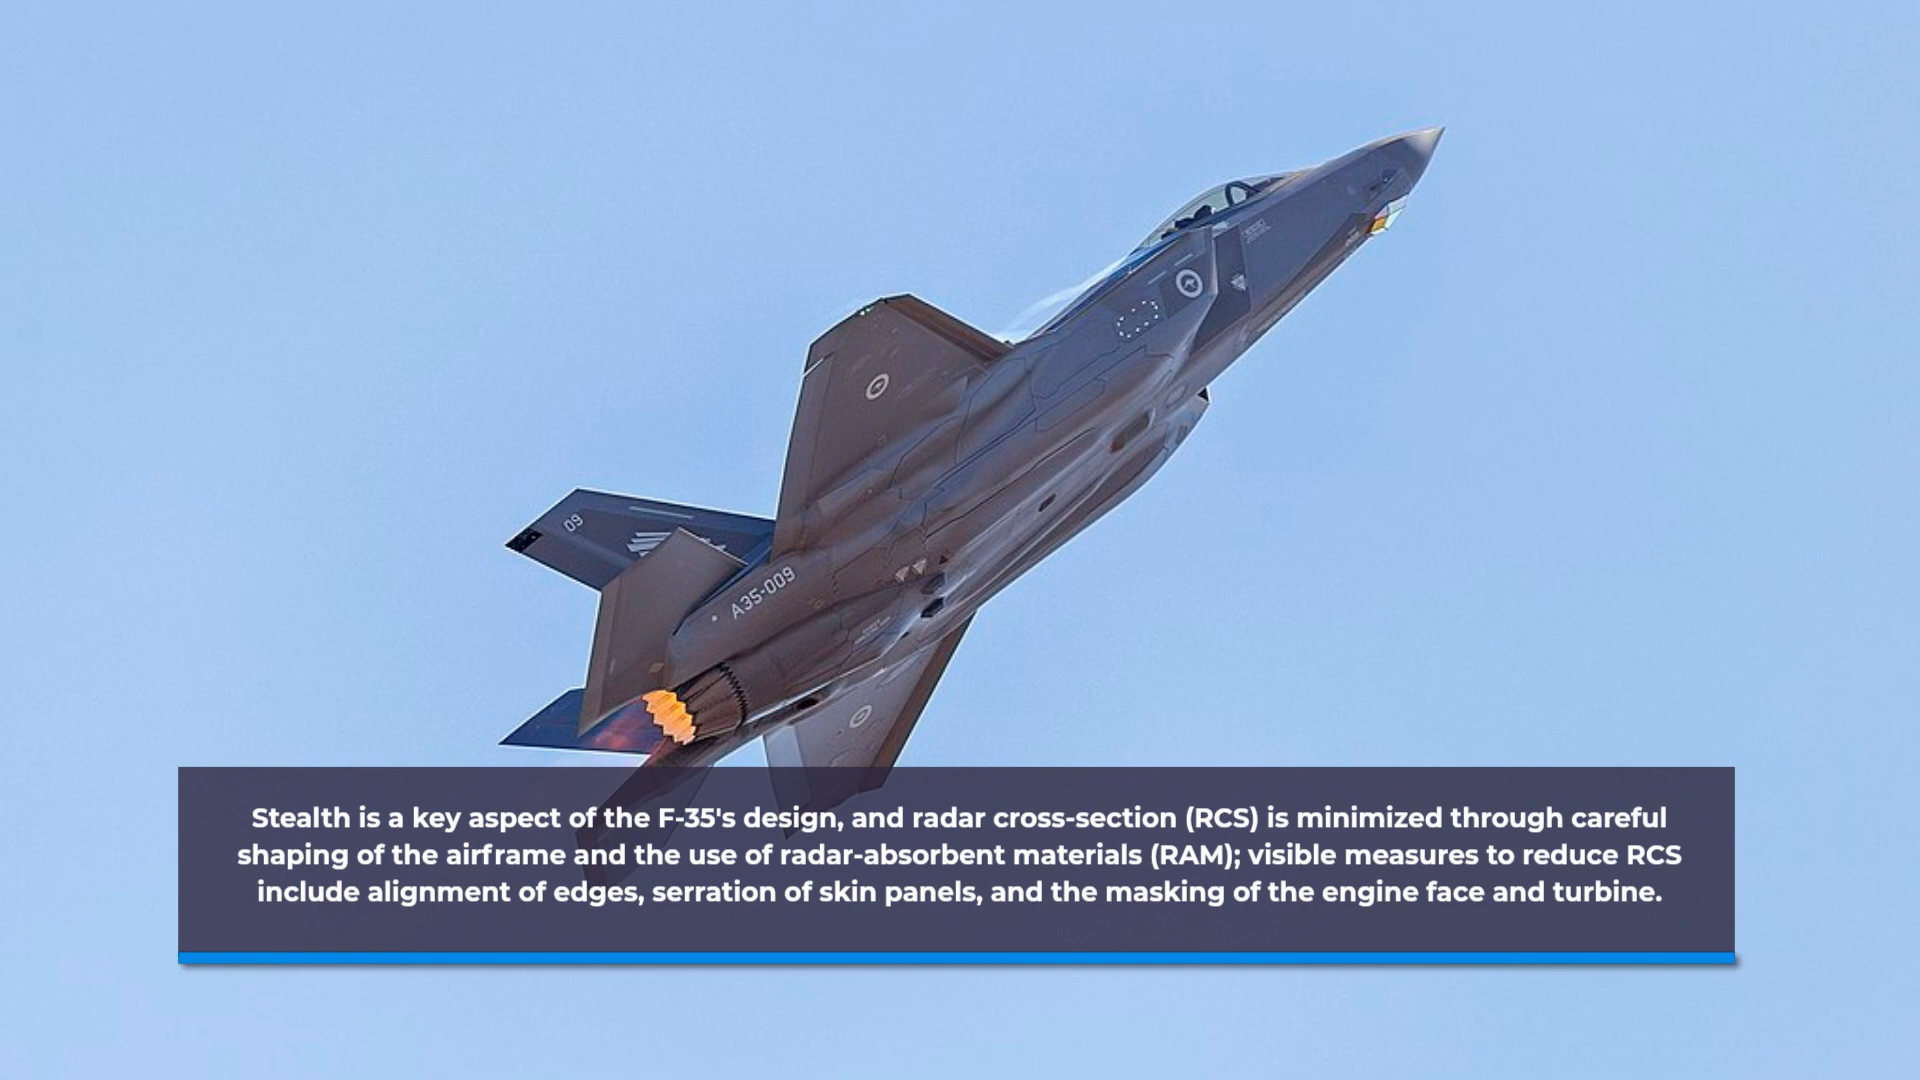 09
A35-009
Stealth is a key aspect of the F-35's design, and radar cross-section (RCS) is minimized through careful
shaping of the airframe and the use of radar-absorbent materials (RAM); visible measures to reduce RCS
include alignment of edges, serration of skin panels, and the masking of the engine face and turbine.